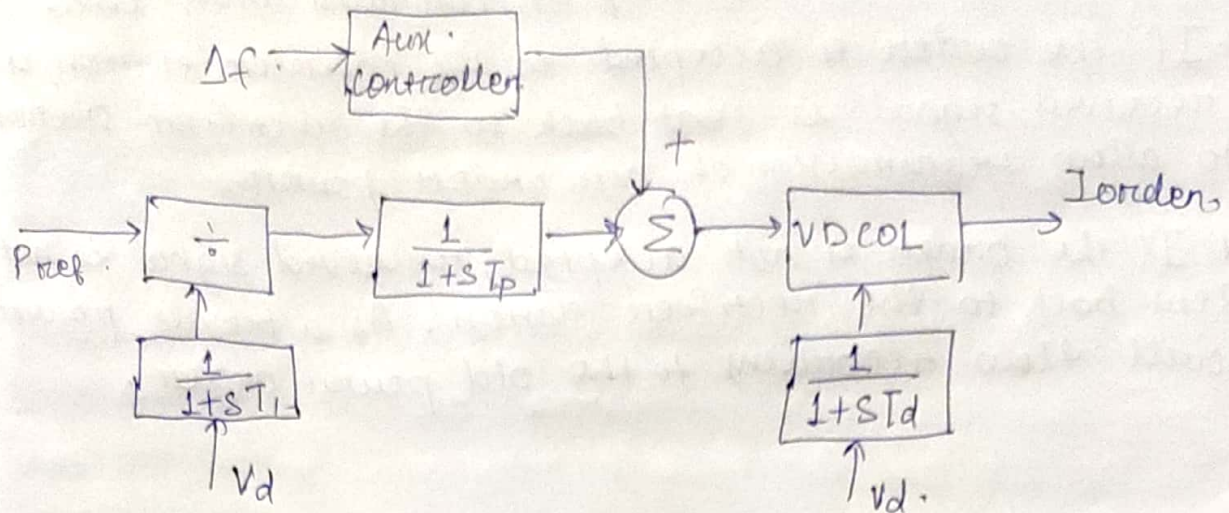 Δf
Aux.
controller
+
Pref.
÷
1
1+STp
Σ
VDCOL
Iorder,
1
1+ST1
Vd
1
1+STd
Vd.